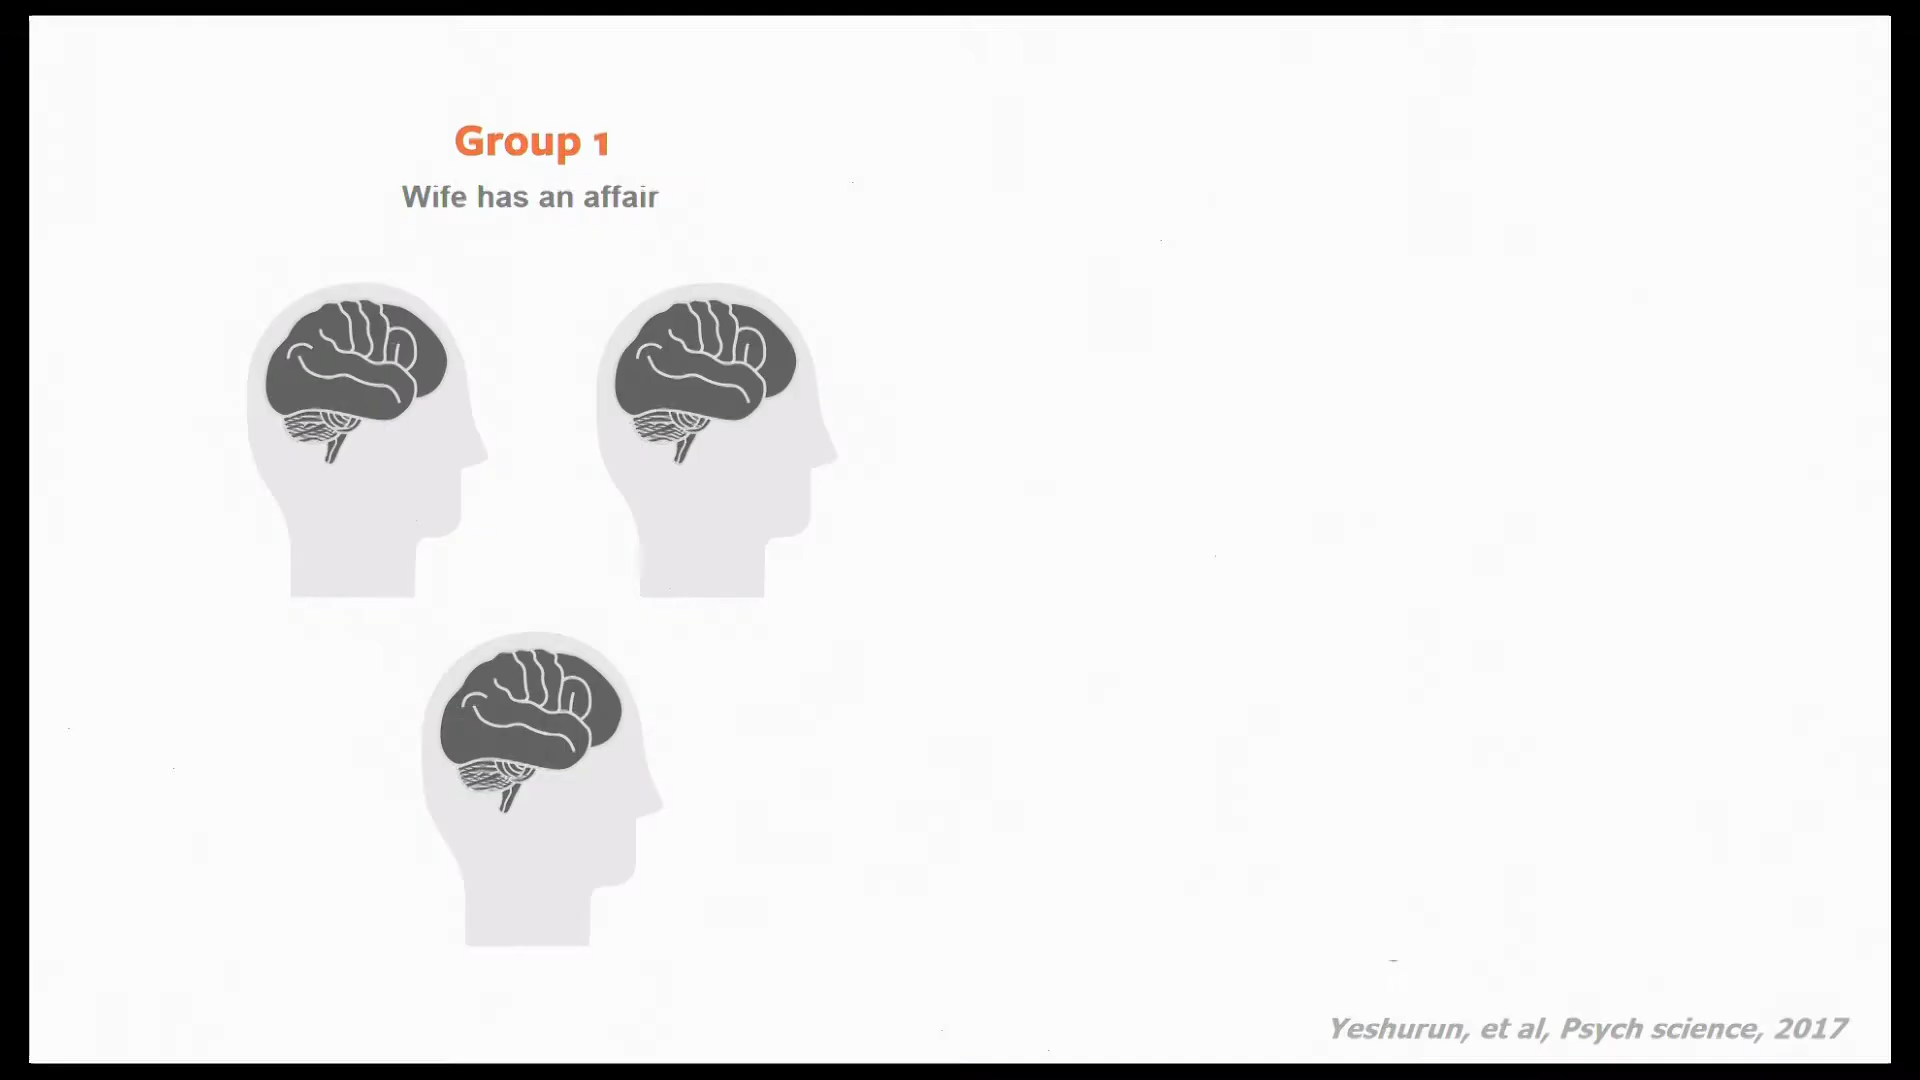 Group 1
Wife has an affair
Yeshurun, et al, Psych science, 2017